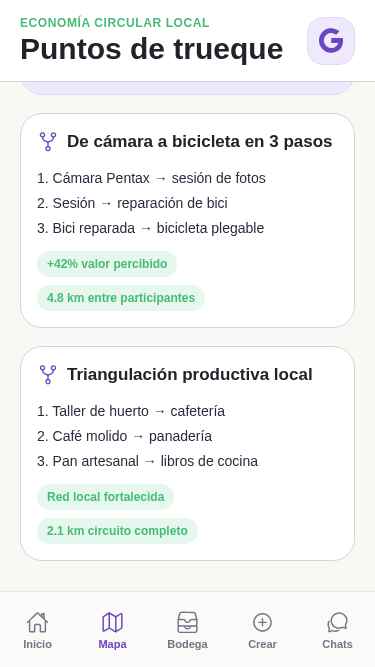 ECONOMÍA CIRCULAR LOCAL
Puntos de trueque
G
De cámara a bicicleta en 3 pasos
1. Cámara Pentax → sesión de fotos
2. Sesión → reparación de bici
3. Bici reparada → bicicleta plegable
+42% valor percibido
4.8 km entre participantes
Triangulación productiva local
1. Taller de huerto → cafetería
2. Café molido → panadería
3. Pan artesanal → libros de cocina
Red local fortalecida
2.1 km circuito completo
Inicio
Mapa
Bodega
Crear
Chats